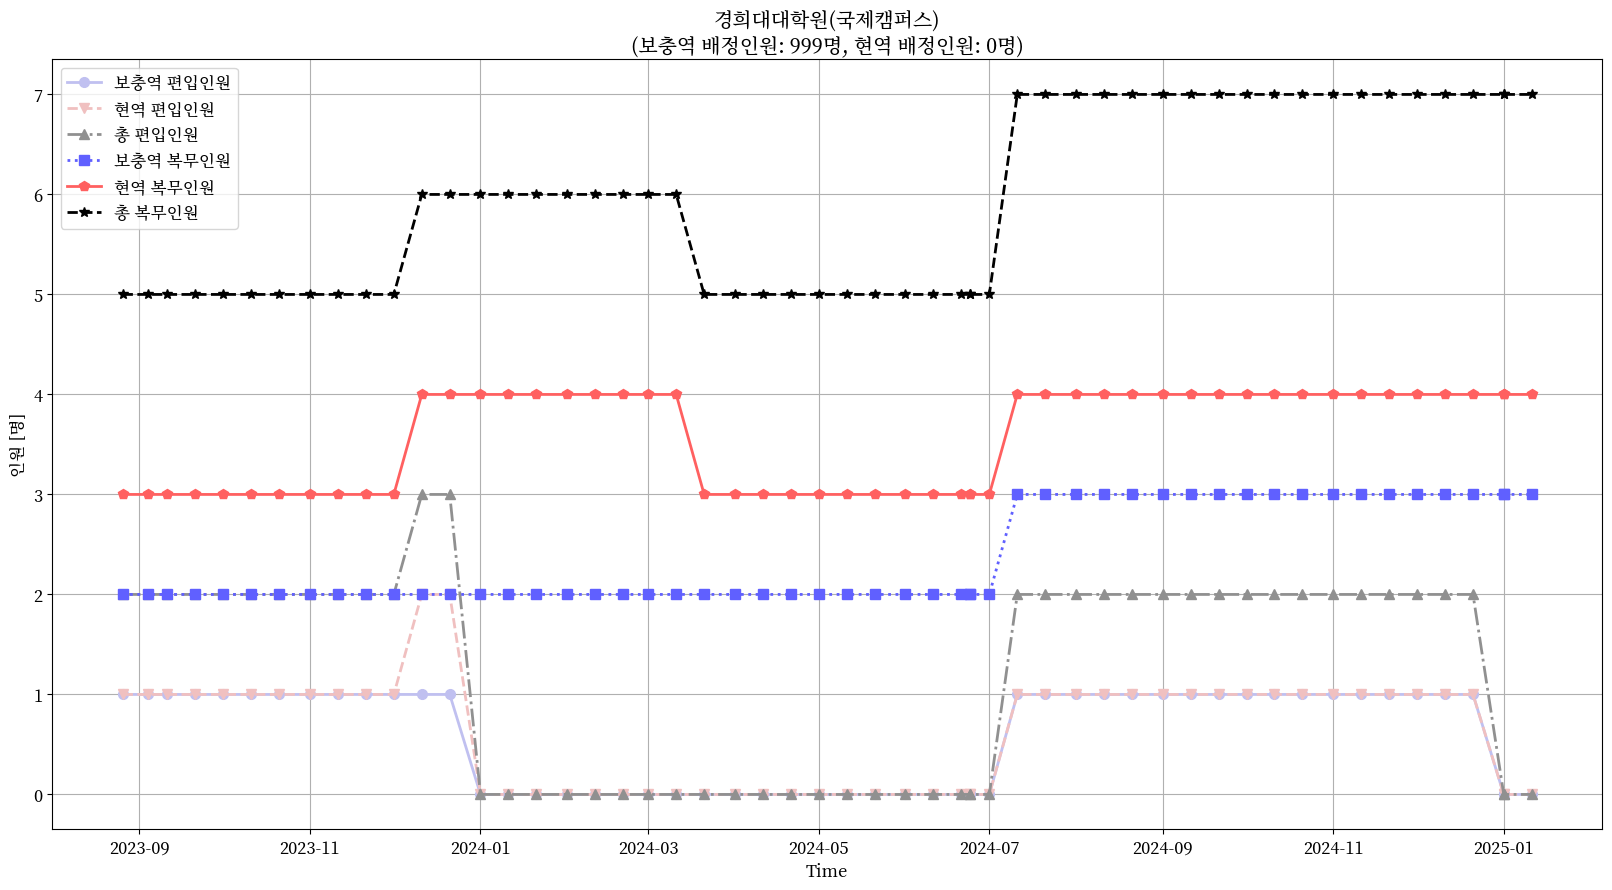 경희대대학원(국제캠퍼스)
(보충역 배정인원: 999명, 현역 배정인원: 0명)
보충역 편입인원
현역 편입인원
총 편입인원
보충역 복무인원
현역 복무인원
총 복무인원
7
6
5
4
3
2
1
0
인원 [명]
2023-09
2023-11
2024-01
2024-03
2024-05
2024-07
2024-09
2024-11
2025-01
Time